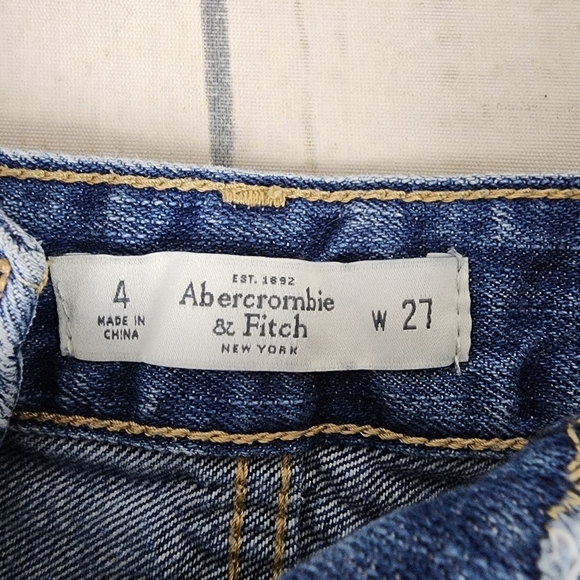 4
MADE IN
CHINA
EST. 1892
Abercrombie
& Fitch
NEW YORK
W 27